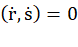 (ṙ, ṡ) = 0